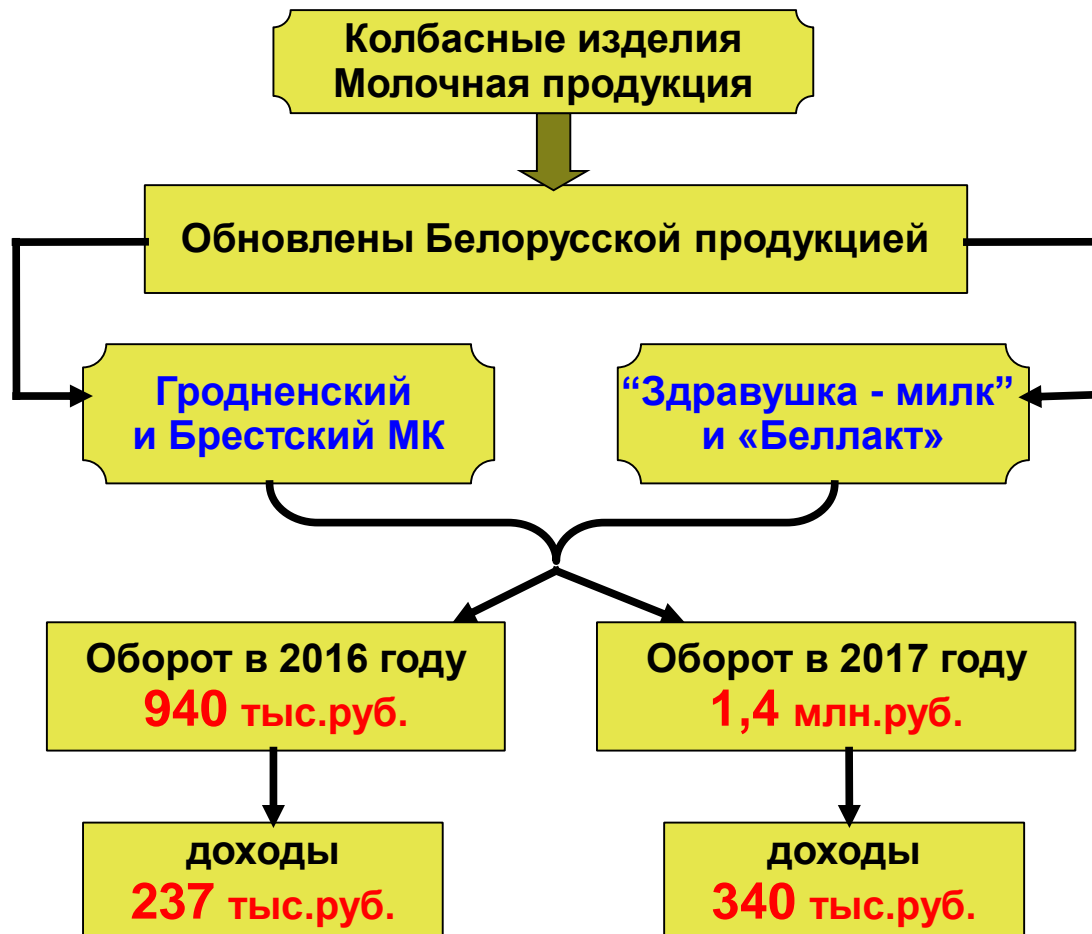 Колбасные изделия
Молочная продукция
Обновлены Белорусской продукцией
Гродненский
и Брестский МК
“Здравушка - милк”
и «Беллакт»
Оборот в 2016 году
940 тыс.руб.
Оборот в 2017 году
1,4 млн.руб.
доходы
237 тыс.руб.
доходы
340 тыс.руб.